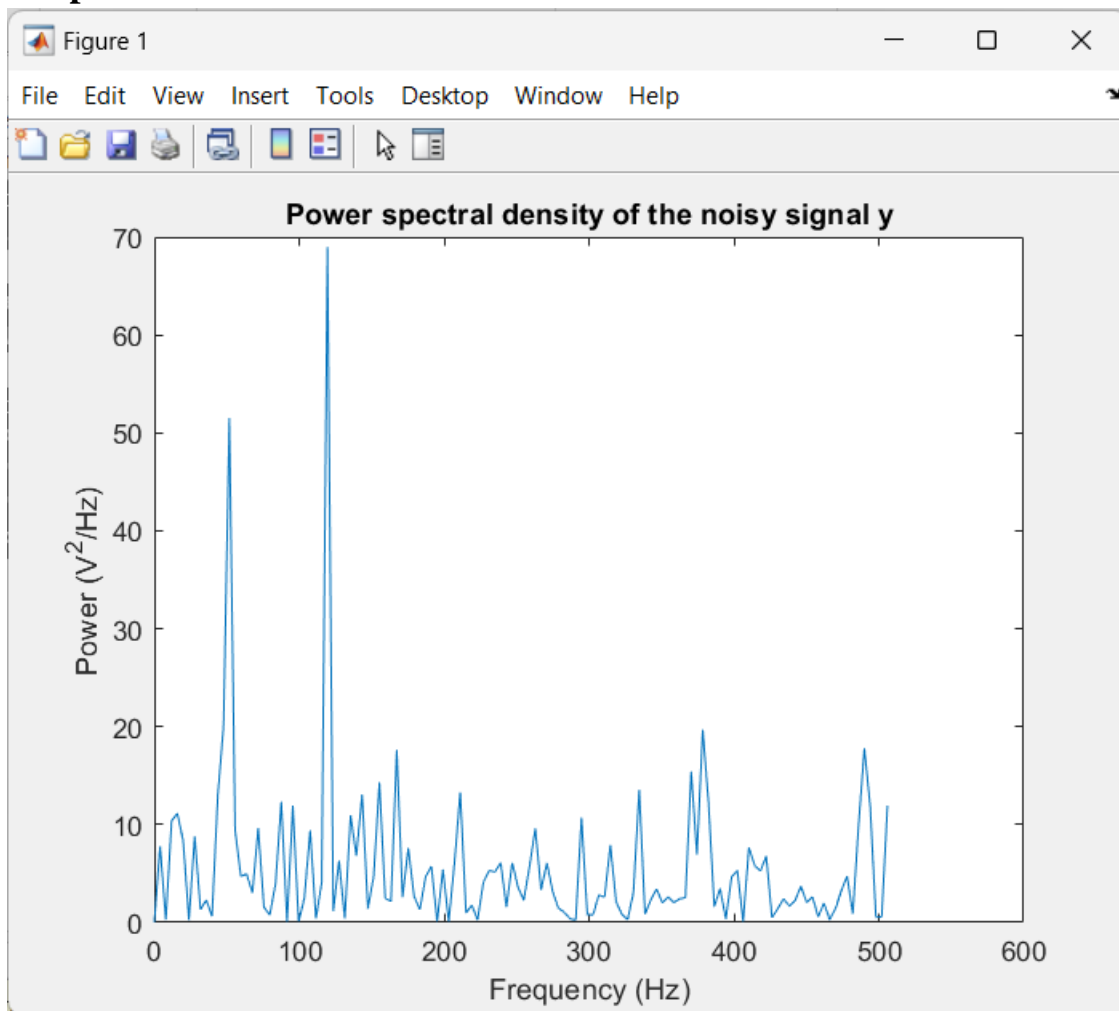 Figure 1
File Edit View Insert Tools Desktop Window Help
Power spectral density of the noisy signal y
70
60
50
40
30
20
10
0
Power (V^2/Hz)
0 100 200 300 400 500 600
Frequency (Hz)